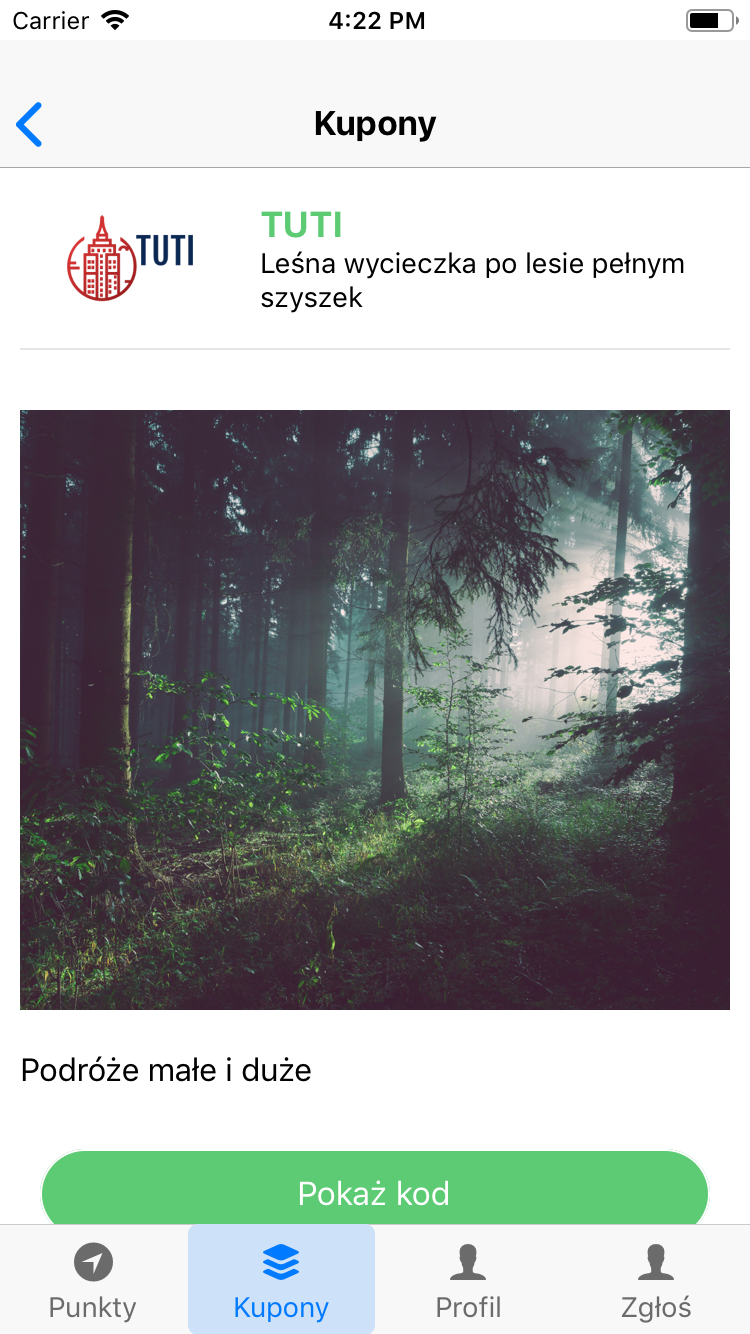 Carrier 4:22 PM
Kupony
TUTI
TUTI
Leśna wycieczka po lesie pełnym
szyszek
Podróże małe i duże
Pokaż kod
Punkty Kupony Profil Zgłoś